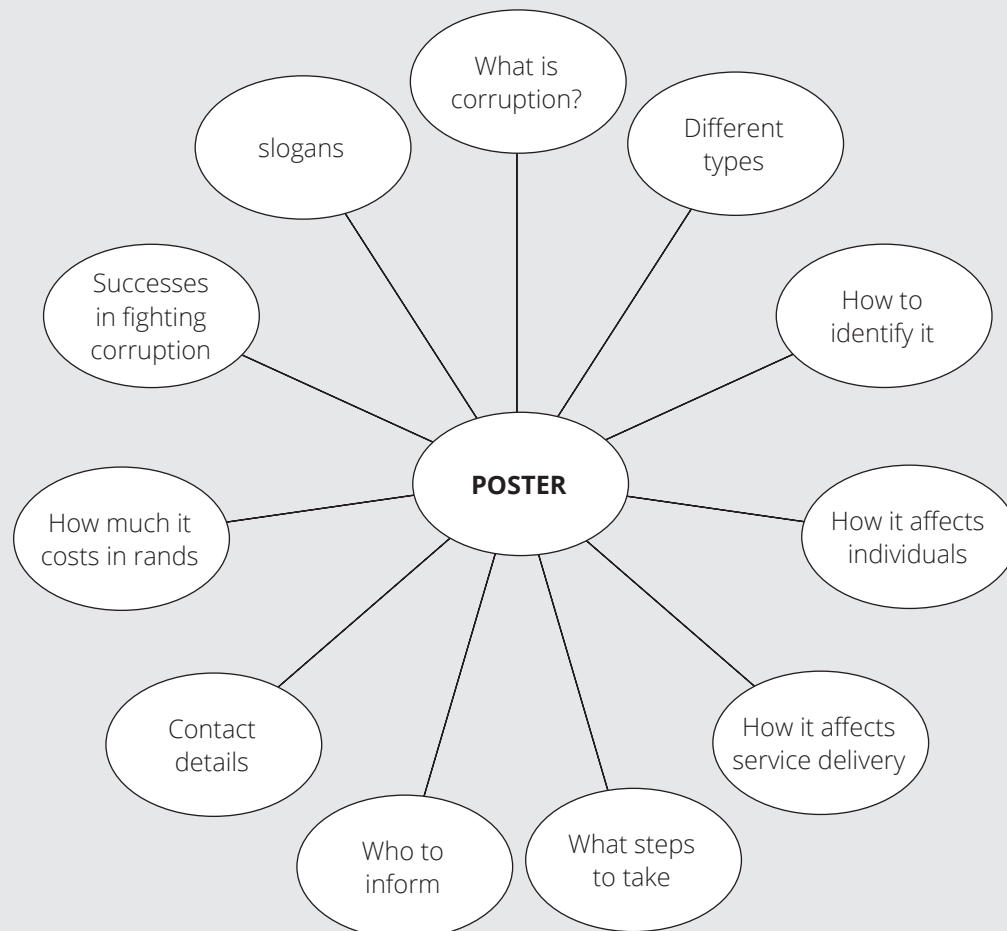 What is
corruption?
Different
types
How to
identify it
How it affects
individuals
How it affects
service delivery
What steps
to take
Who to
inform
Contact
details
How much it
costs in rands
Successes
in fighting
corruption
slogans
POSTER